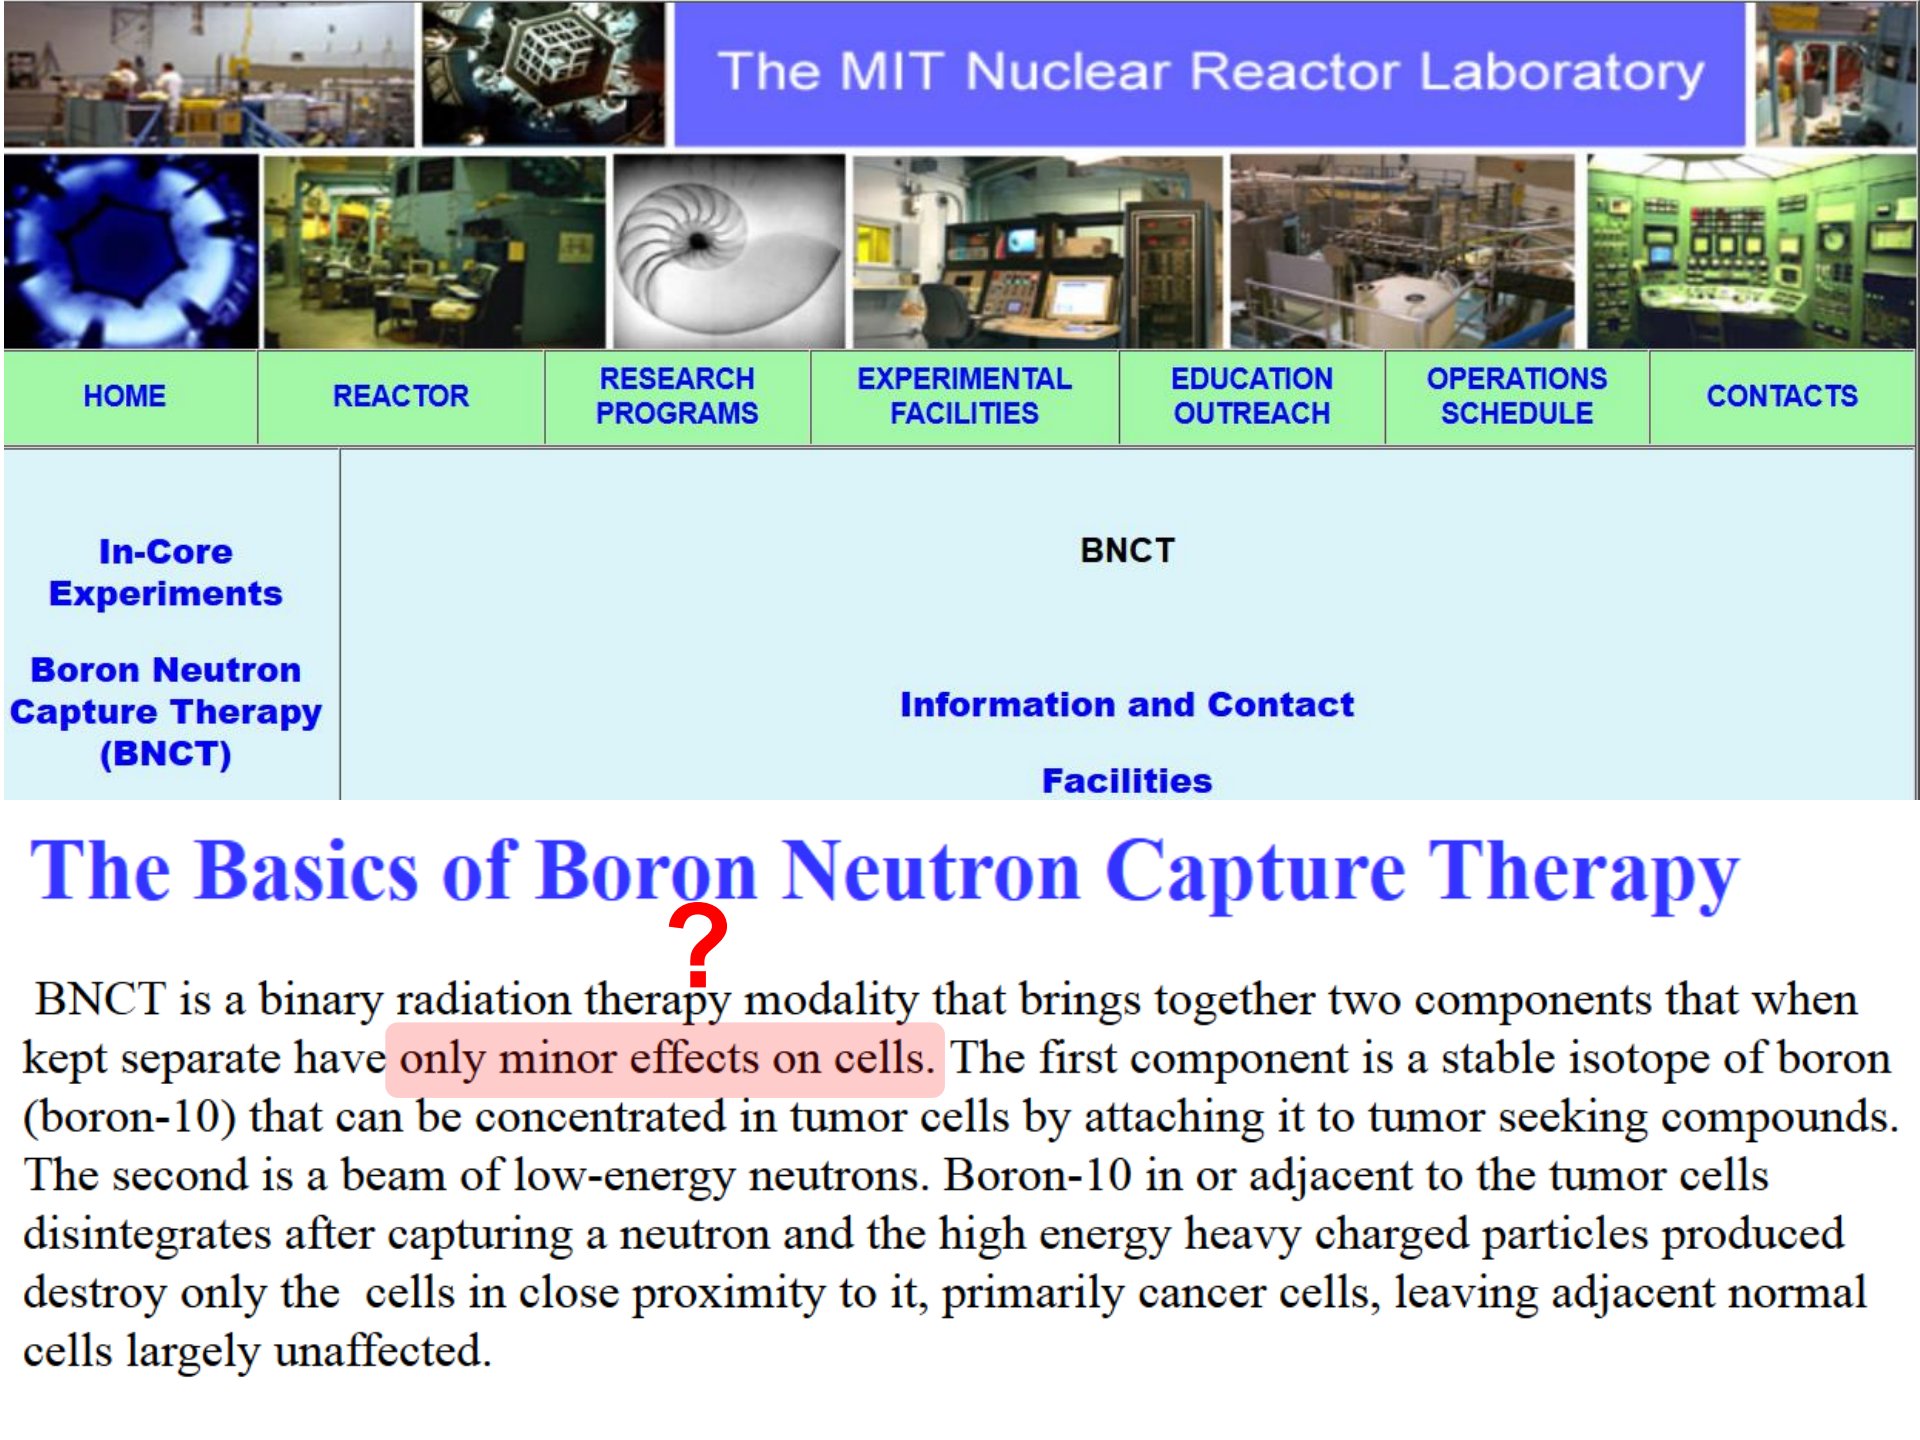 The MIT Nuclear Reactor Laboratory
HOME
REACTOR
RESEARCH
PROGRAMS
EXPERIMENTAL
FACILITIES
EDUCATION
OUTREACH
OPERATIONS
SCHEDULE
CONTACTS
In-Core
Experiments
Boron Neutron
Capture Therapy
(BNCT)
BNCT
Information and Contact
Facilities
The Basics of Boron Neutron Capture Therapy
?
BNCT is a binary radiation therapy modality that brings together two components that when
kept separate have only minor effects on cells. The first component is a stable isotope of boron
(boron-10) that can be concentrated in tumor cells by attaching it to tumor seeking compounds.
The second is a beam of low-energy neutrons. Boron-10 in or adjacent to the tumor cells
disintegrates after capturing a neutron and the high energy heavy charged particles produced
destroy only the cells in close proximity to it, primarily cancer cells, leaving adjacent normal
cells largely unaffected.